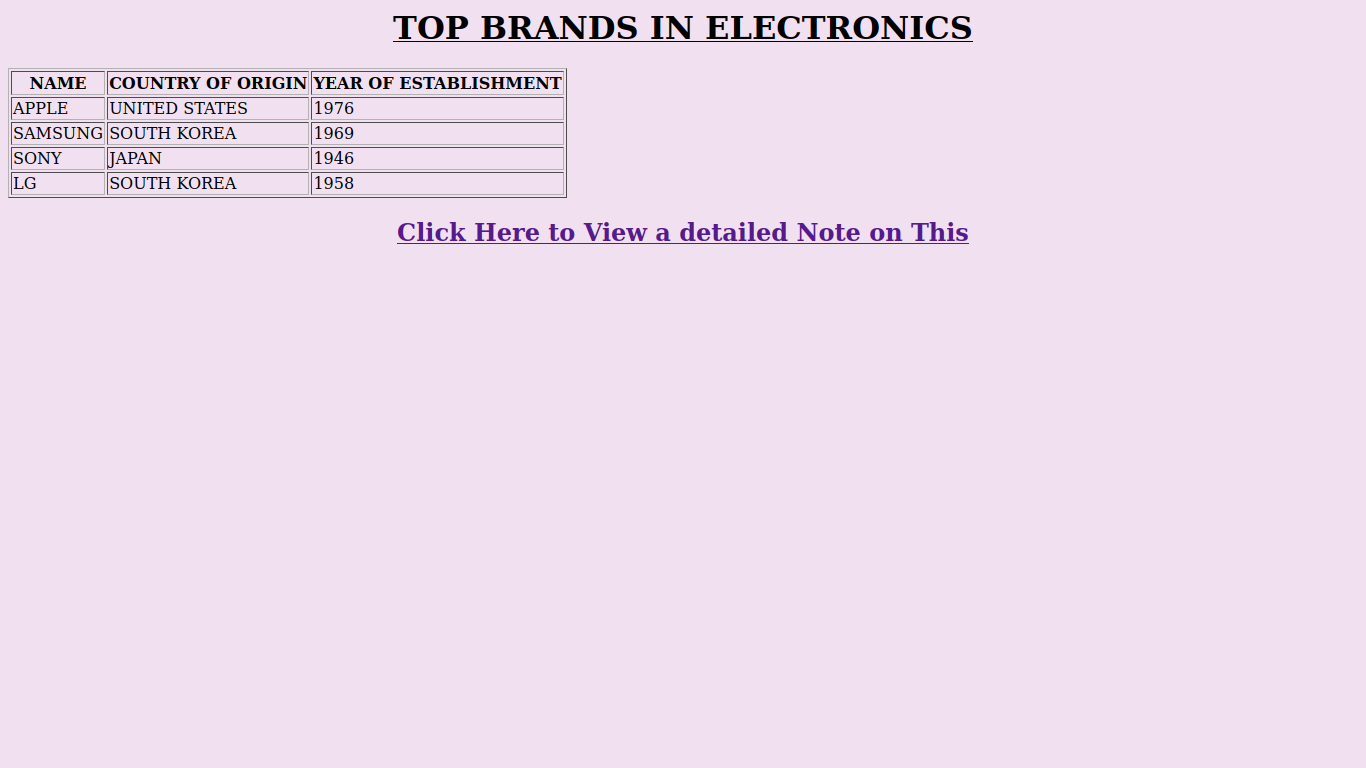 TOP BRANDS IN ELECTRONICS
NAME COUNTRY OF ORIGIN YEAR OF ESTABLISHMENT
APPLE UNITED STATES 1976
SAMSUNG SOUTH KOREA 1969
SONY JAPAN 1946
LG SOUTH KOREA 1958
Click Here to View a detailed Note on This